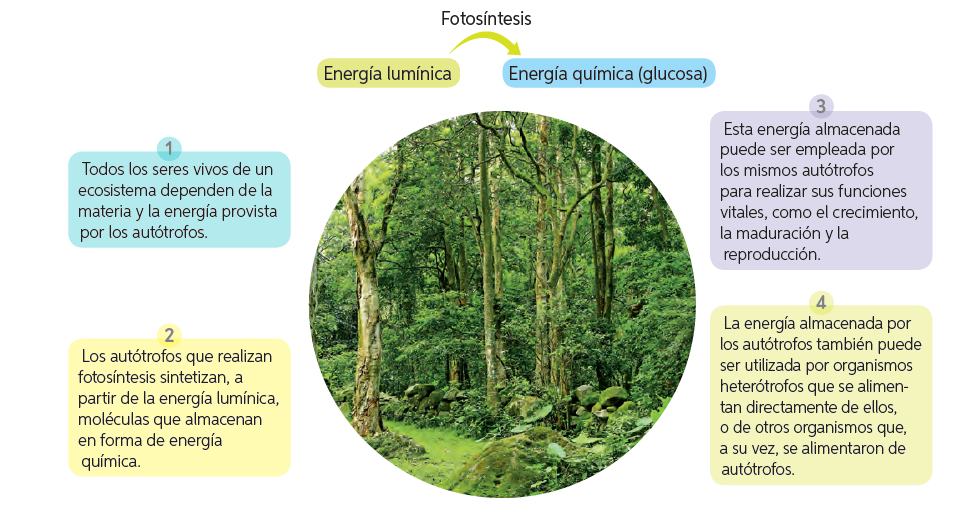 Fotosíntesis
Energía lumínica
Energía química (glucosa)
1
Todos los seres vivos de un
ecosistema dependen de la
materia y la energía provista
por los autótrofos.
2
Los autótrofos que realizan
fotosíntesis sintetizan, a
partir de la energía lumínica,
moléculas que almacenan
en forma de energía
química.
3
Esta energía almacenada
puede ser empleada por
los mismos autótrofos
para realizar sus funciones
vitales, como el crecimiento,
la maduración y la
reproducción.
4
La energía almacenada por
los autótrofos también puede
ser utilizada por organismos
heterótrofos que se alimen-
tan directamente de ellos,
o de otros organismos que,
a su vez, se alimentaron de
autótrofos.